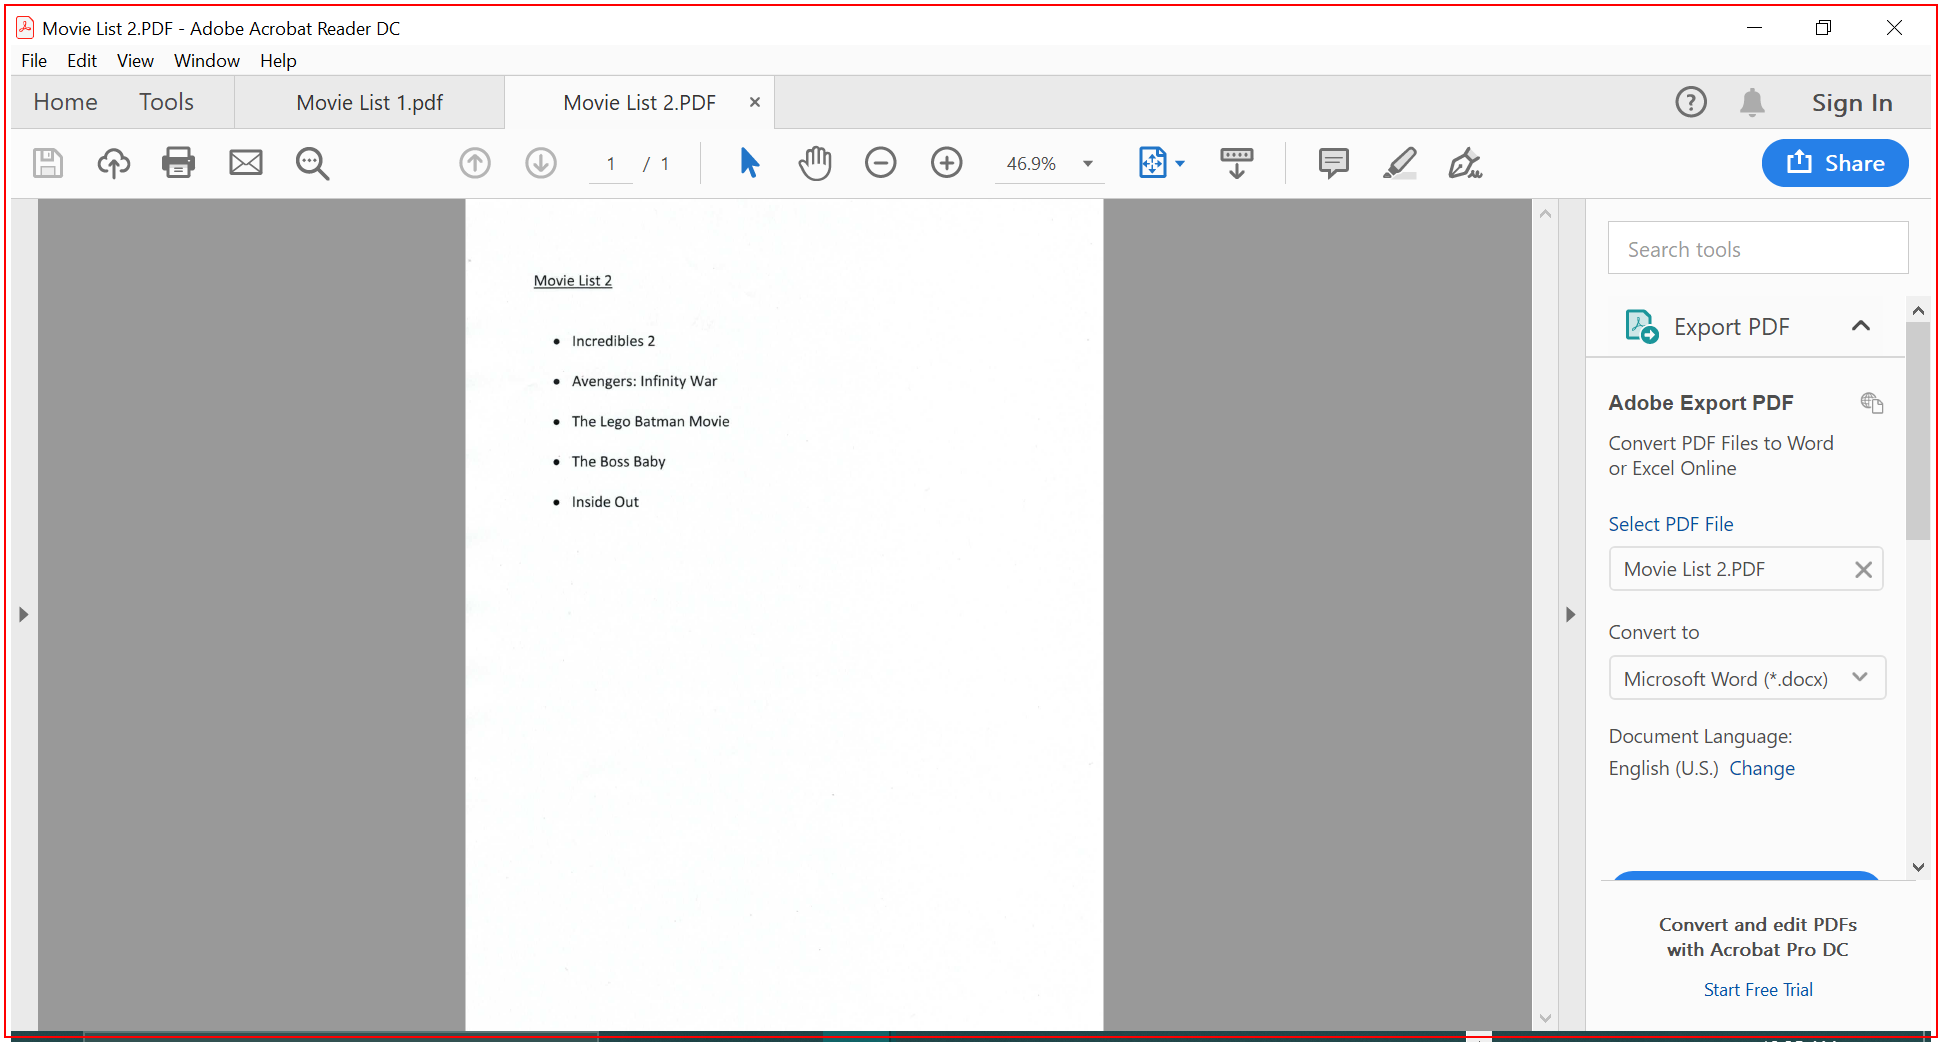 Movie List 2.PDF - Adobe Acrobat Reader DC
File Edit View Window Help
Home Tools Movie List 1.pdf Movie List 2.PDF Sign In
1 / 1 46.9% Share
Movie List 2
• Incredibles 2
• Avengers: Infinity War
• The Lego Batman Movie
• The Boss Baby
• Inside Out
Search tools
Export PDF
Adobe Export PDF
Convert PDF Files to Word
or Excel Online
Select PDF File
Movie List 2.PDF
Convert to
Microsoft Word (*.docx)
Document Language:
English (U.S.) Change
Convert and edit PDFs
with Acrobat Pro DC
Start Free Trial